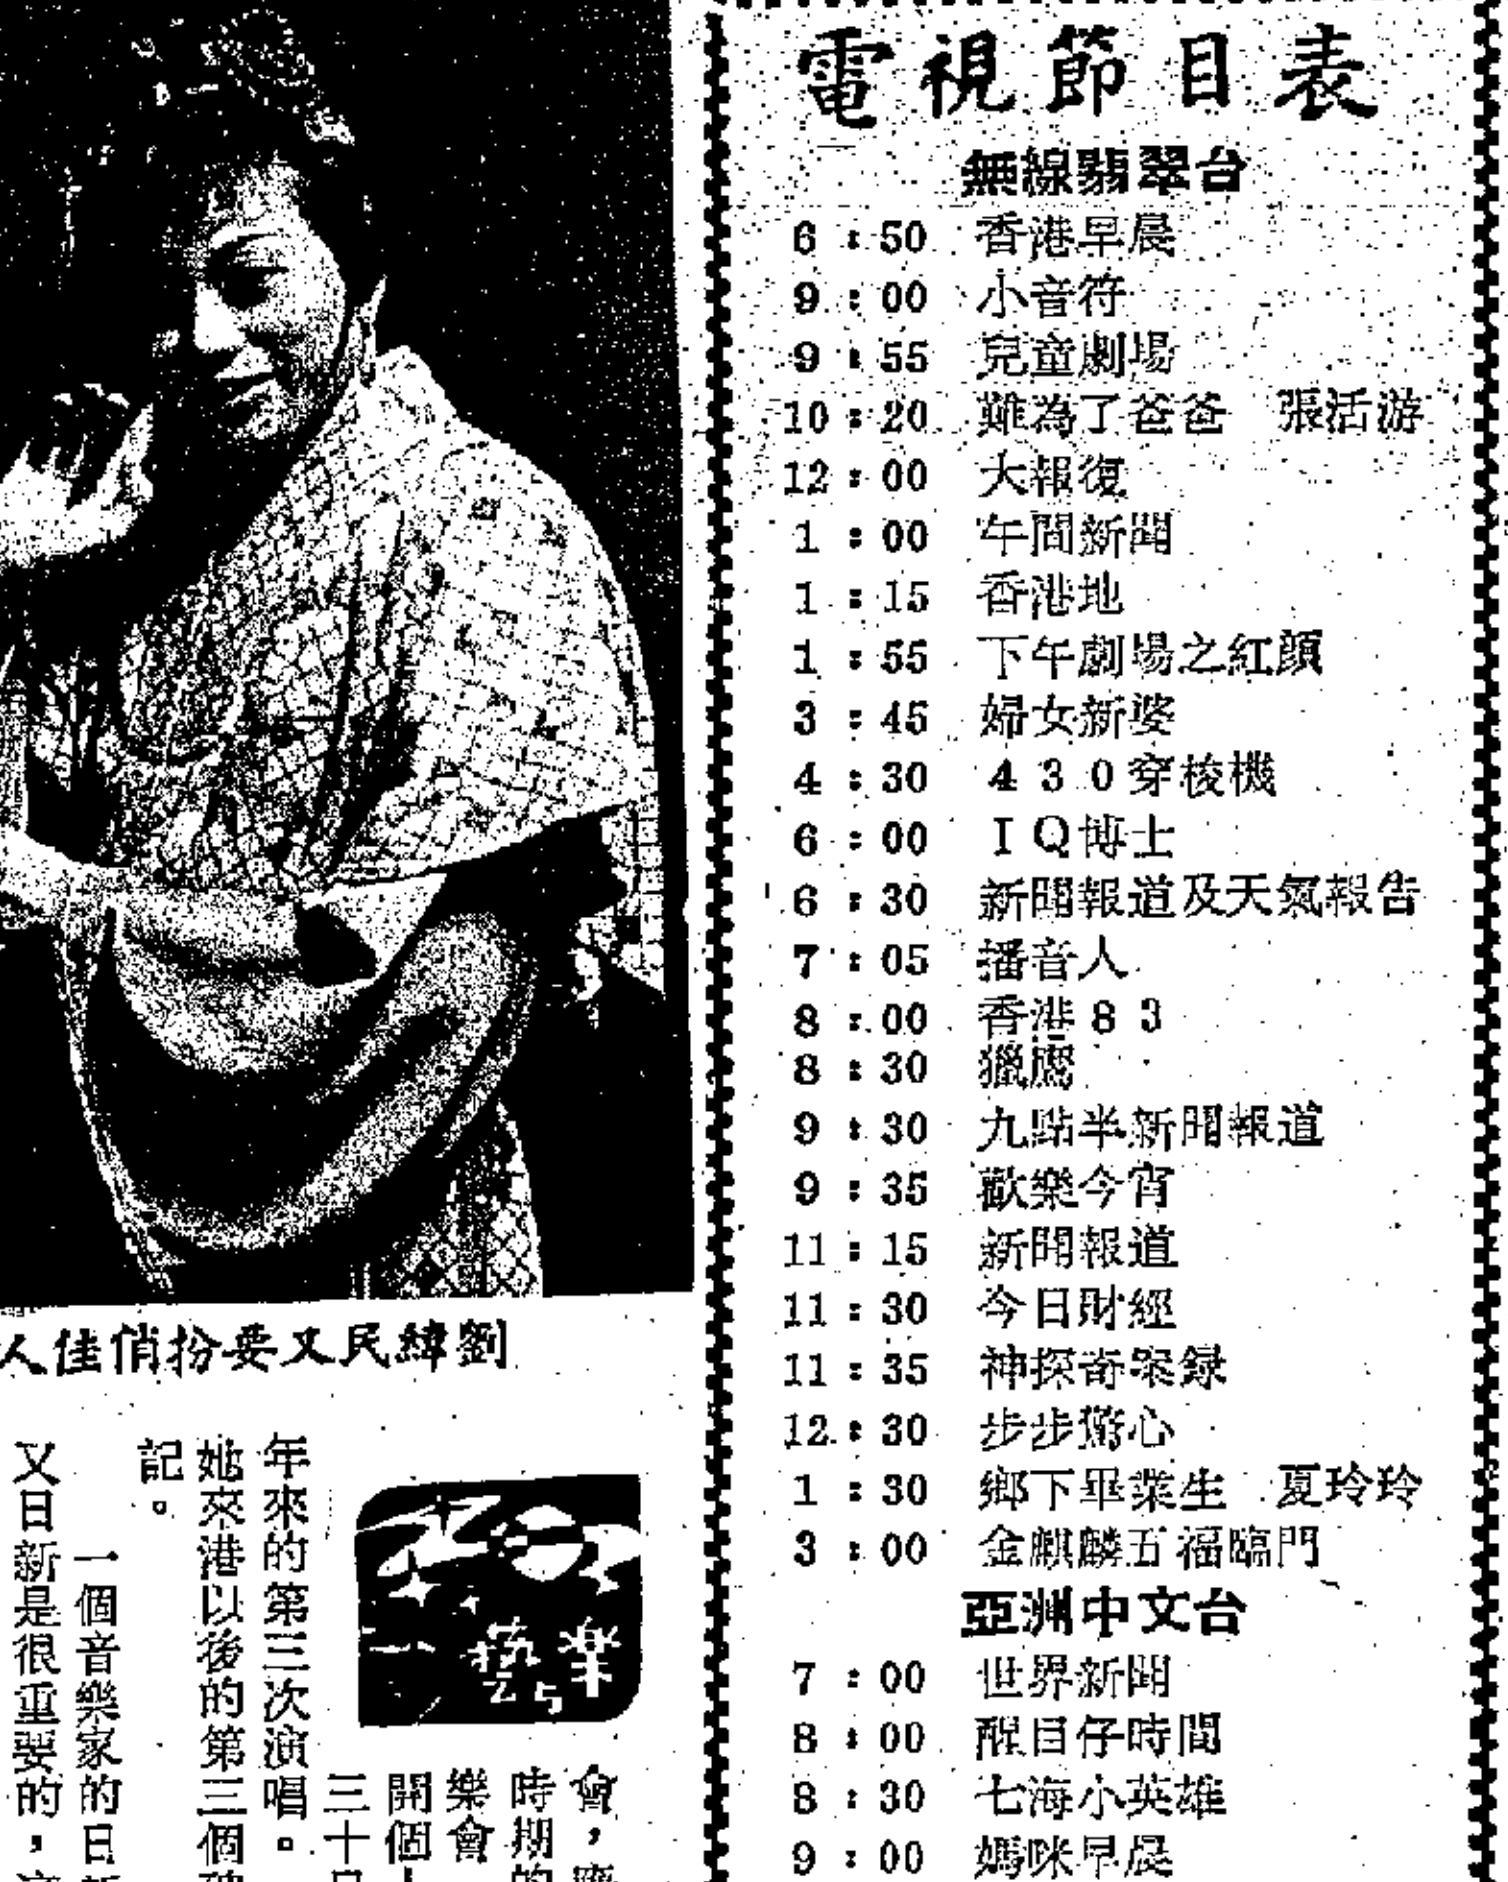 電視節目表
無線翡翠台
6:50 香港早晨
9:00 小音符
9:55 兒童劇場
10:20 難為了爸爸 張活游
12:00 大報復
1:00 午間新聞
1:15 香港地
1:55 下午劇場之紅顏
3:45 婦女新姿
4:30 430穿梭機
6:00 IQ博士
6:30 新聞報道及天氣報告
7:05 播音人
8:00 香港83
8:30 獵鷹
9:30 九點半新聞報道
9:35 歡樂今宵
11:15 新聞報道
11:30 今日財經
11:35 神探奇案錄
12:30 步步驚心
1:30 鄉下畢業生 夏玲玲
3:00 金麒麟五福臨門
亞洲中文台
7:00 世界新聞
8:00 醒目仔時間
8:30 七海小英雄
9:00 媽咪早晨
劉緯民又要扮俏佳人
樂與藝
會，
時期的
樂會
開個
三十
年來的第三次演唱。
她來港以後的第三個
記。
一個音樂家的日新
又日新是很重要的，